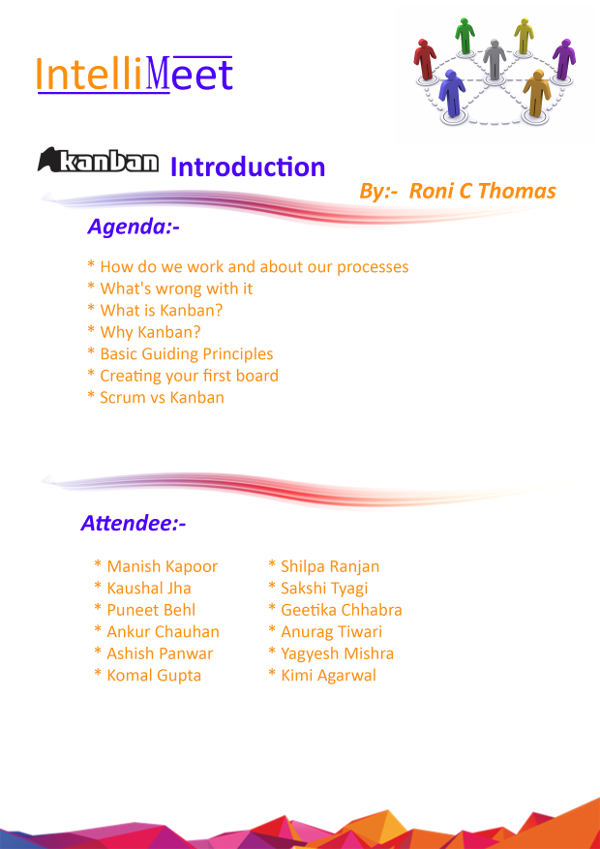 IntelliMeet
kanban Introduction
By:- Roni C Thomas
Agenda:-
* How do we work and about our processes
* What's wrong with it
* What is Kanban?
* Why Kanban?
* Basic Guiding Principles
* Creating your first board
* Scrum vs Kanban
Attendee:-
* Manish Kapoor
* Kaushal Jha
* Puneet Behl
* Ankur Chauhan
* Ashish Panwar
* Komal Gupta
* Shilpa Ranjan
* Sakshi Tyagi
* Geetika Chhabra
* Anurag Tiwari
* Yagyesh Mishra
* Kimi Agarwal